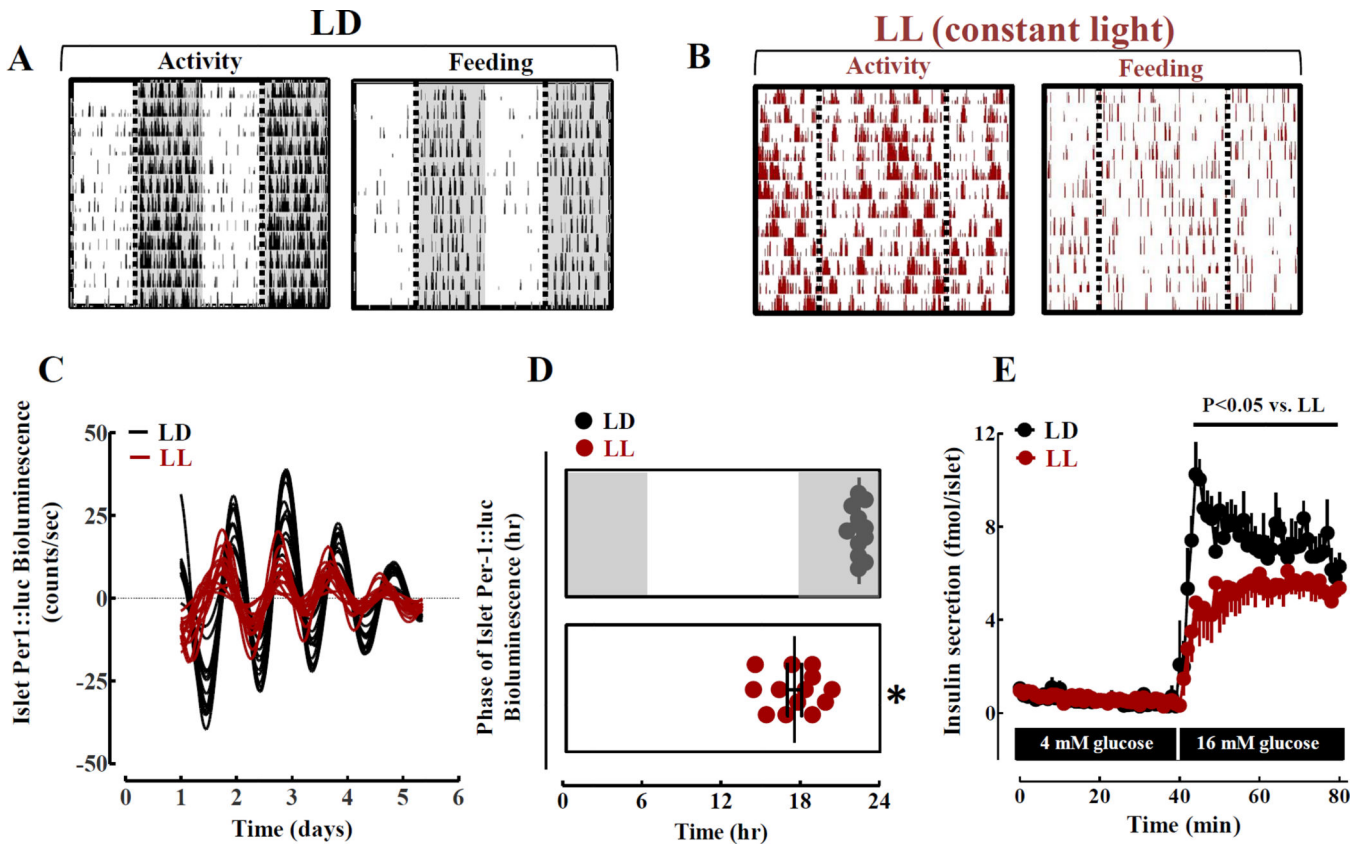 LD
A
Activity
Feeding
LL (constant light)
B
Activity
Feeding
C
Islet Per1::luc Bioluminescence
(counts/sec)
50
25
0
-25
-50
LD
LL
0 1 2 3 4 5 6
Time (days)
D
LD
LL
Phase of Islet Per-1::luc
Bioluminescence (hr)
*
0 6 12 18 24
Time (hr)
E
P<0.05 vs. LL
LD
LL
Insulin secretion (fmol/islet)
12
8
4
0
4 mM glucose
16 mM glucose
0 20 40 60 80
Time (min)